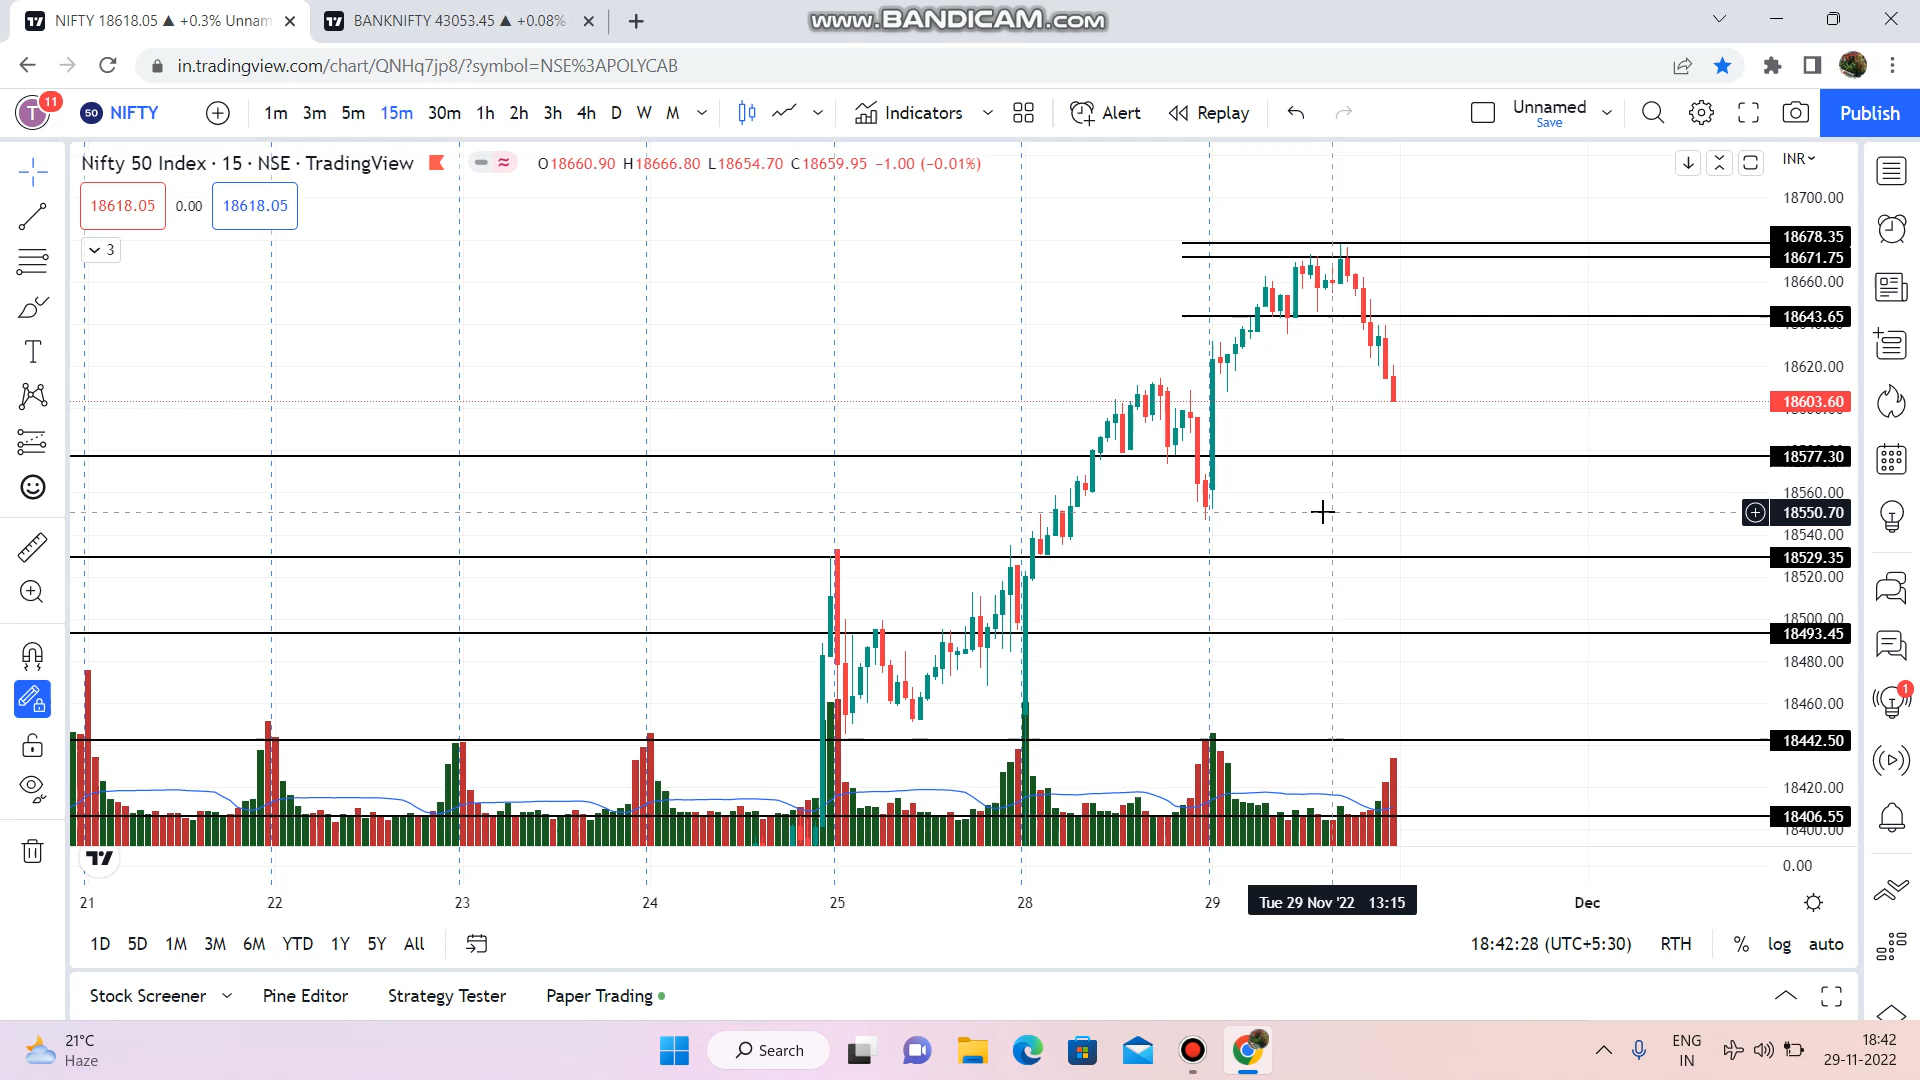 NIFTY 18618.05 ▲ +0.3% Unnam
BANKNIFTY 43053.45 ▲ +0.08%
www.BANDICAM.com
in.tradingview.com/chart/QNHq7jp8/?symbol=NSE%3APOLYCAB
T 11 50 NIFTY 1m 3m 5m 15m 30m 1h 2h 3h 4h D W M Indicators Alert Replay Unnamed Save Publish
Nifty 50 Index · 15 · NSE · TradingView O18660.90 H18666.80 L18654.70 C18659.95 −1.00 (−0.01%)
INR
18618.05 0.00 18618.05
3
18700.00
18678.35
18671.75
18660.00
18643.65
18620.00
18603.60
18577.30
18560.00
18550.70
18540.00
18529.35
18520.00
18500.00
18493.45
18480.00
18460.00
18442.50
18420.00
18406.55
18400.00
0.00
1
21 22 23 24 25 28 29 Tue 29 Nov '22 13:15 Dec
1D 5D 1M 3M 6M YTD 1Y 5Y All 18:42:28 (UTC+5:30) RTH % log auto
Stock Screener Pine Editor Strategy Tester Paper Trading
21°C
Haze
Search
ENG
IN
18:42
29-11-2022